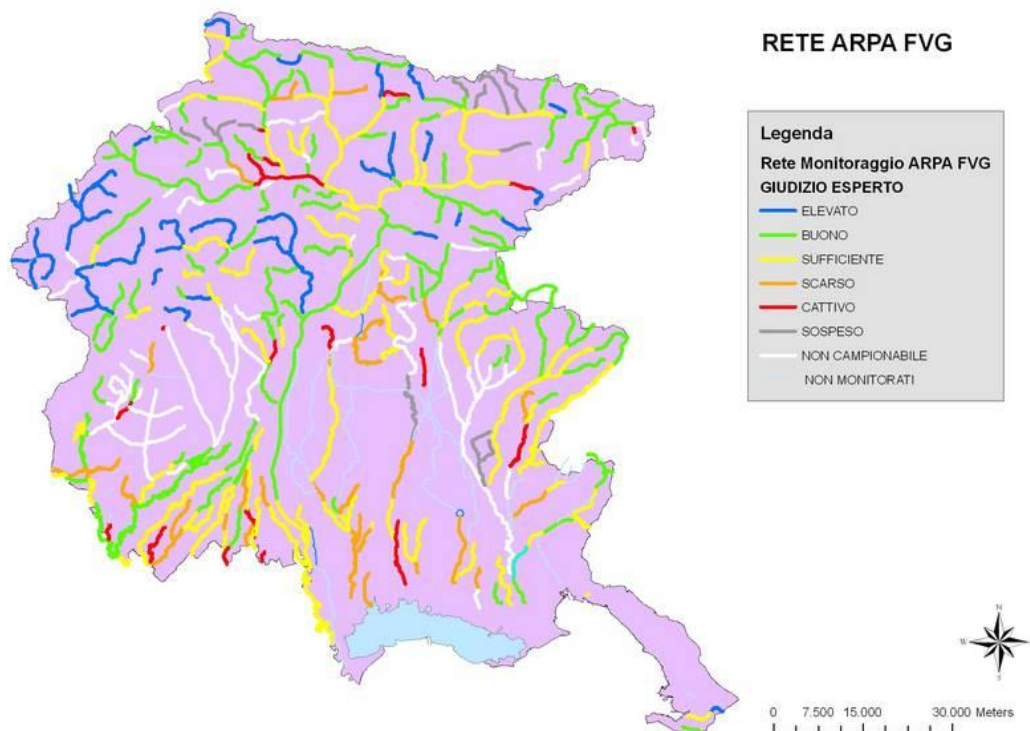 RETE ARPA FVG
Legenda
Rete Monitoraggio ARPA FVG
GIUDIZIO ESPERTO
ELEVATO
BUONO
SUFFICIENTE
SCARSO
CATTIVO
SOSPESO
NON CAMPIONABILE
NON MONITORATI
N
W
E
S
0 7.500 15.000 30.000 Meters